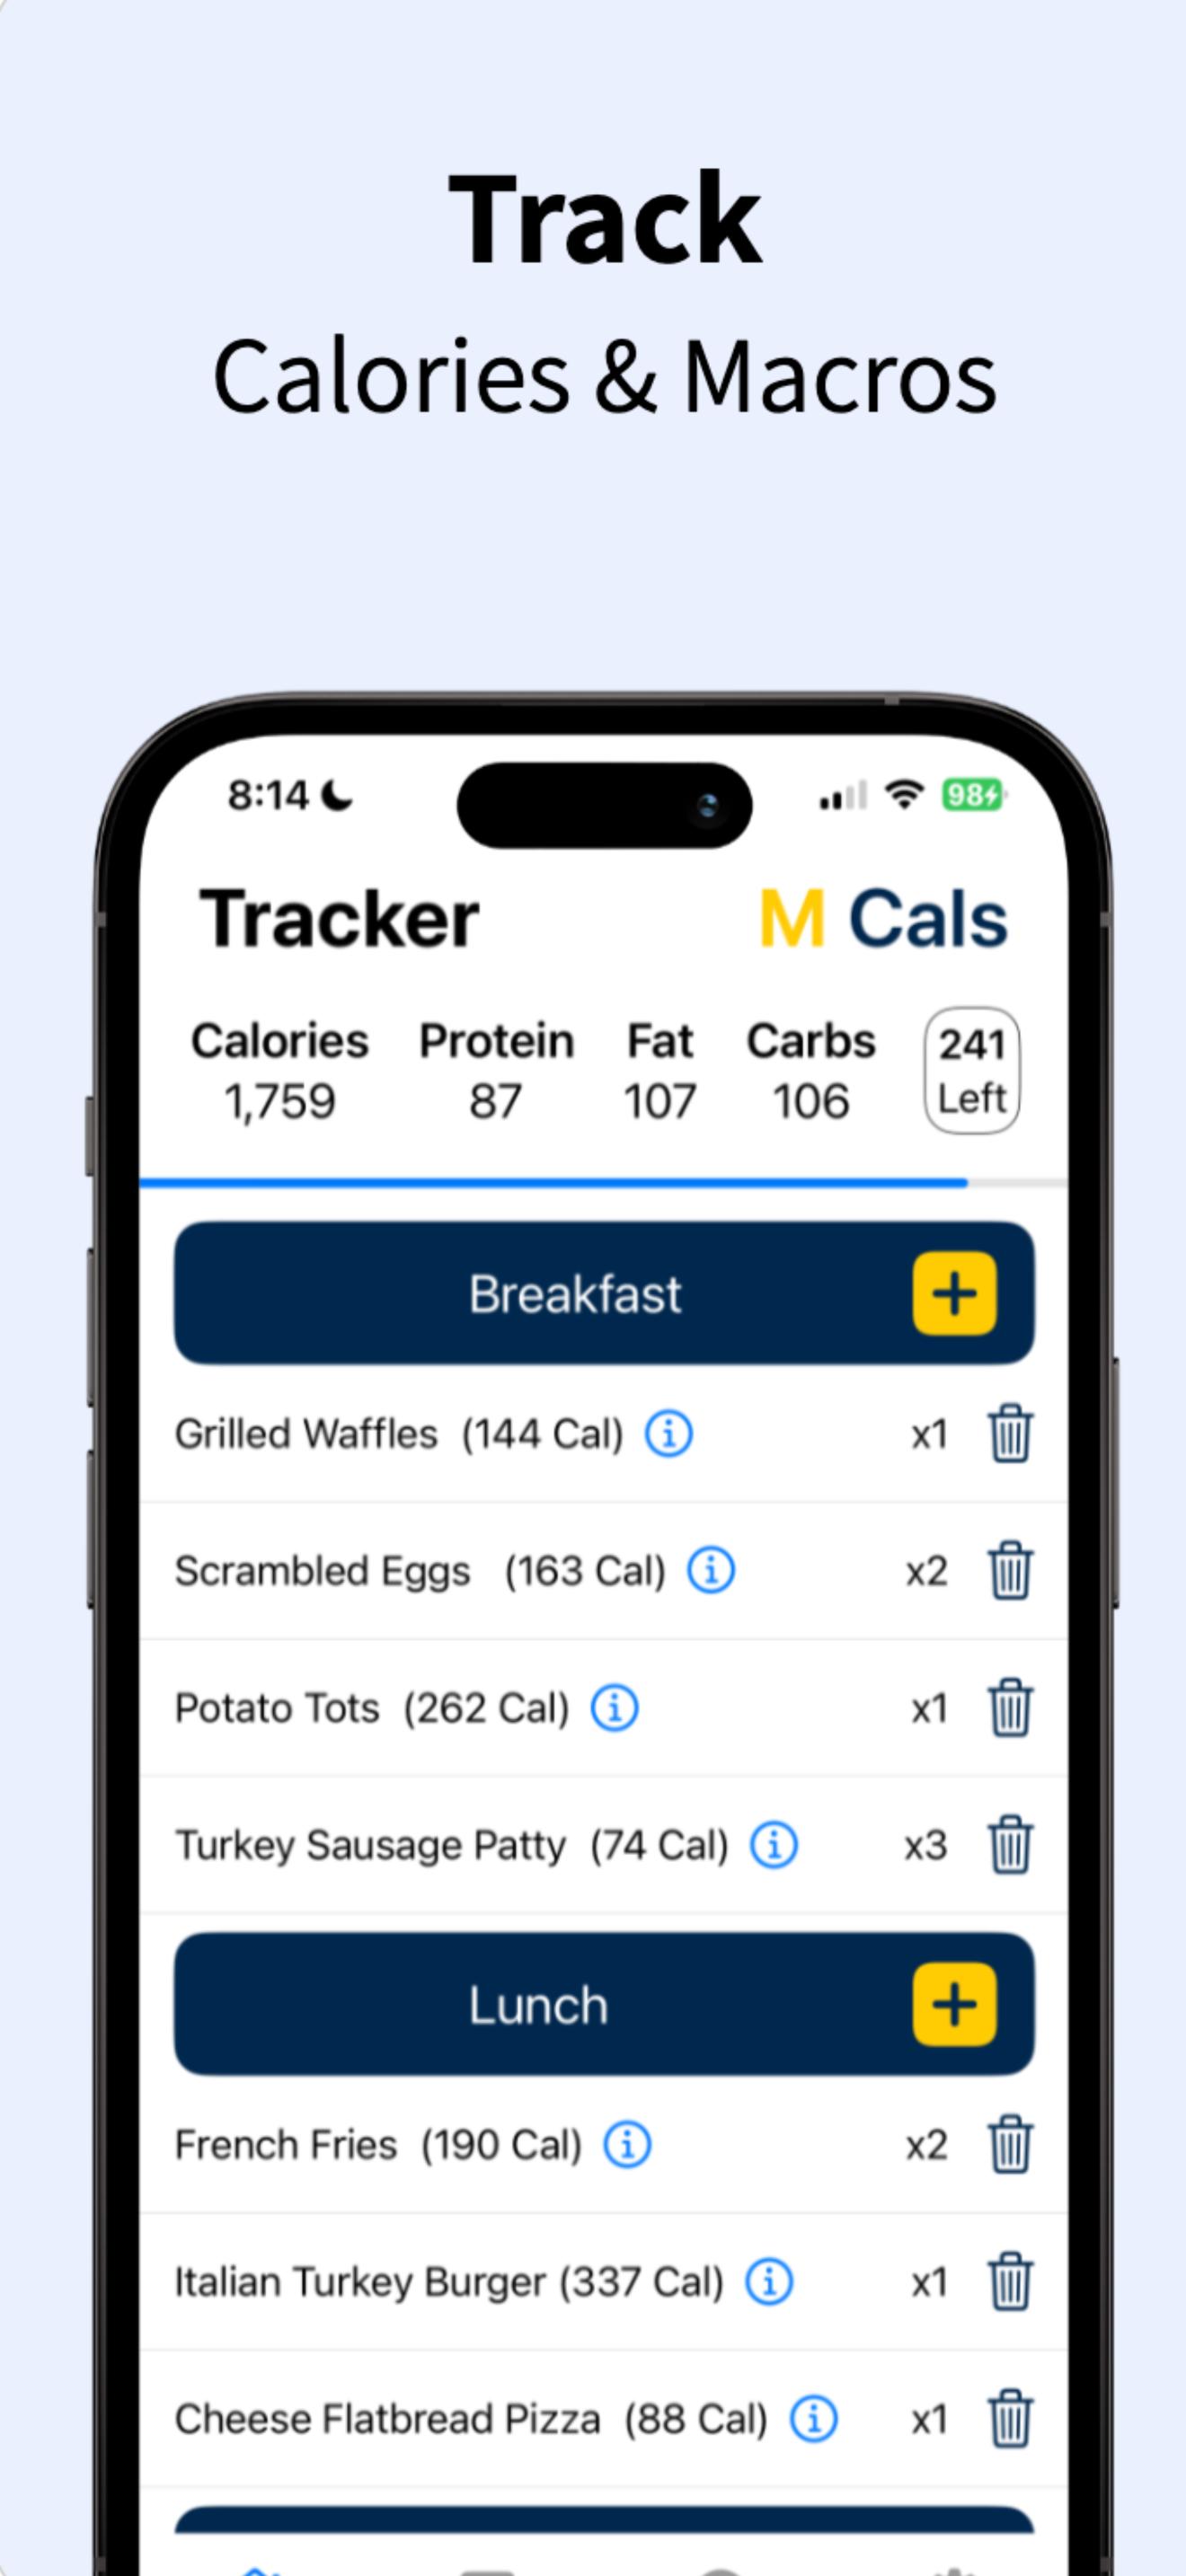 Track
Calories & Macros
8:14
98
Tracker M Cals
Calories Protein Fat Carbs 241
1,759 87 107 106 Left
Breakfast +
Grilled Waffles (144 Cal) i x1
Scrambled Eggs (163 Cal) i x2
Potato Tots (262 Cal) i x1
Turkey Sausage Patty (74 Cal) i x3
Lunch +
French Fries (190 Cal) i x2
Italian Turkey Burger (337 Cal) i x1
Cheese Flatbread Pizza (88 Cal) i x1